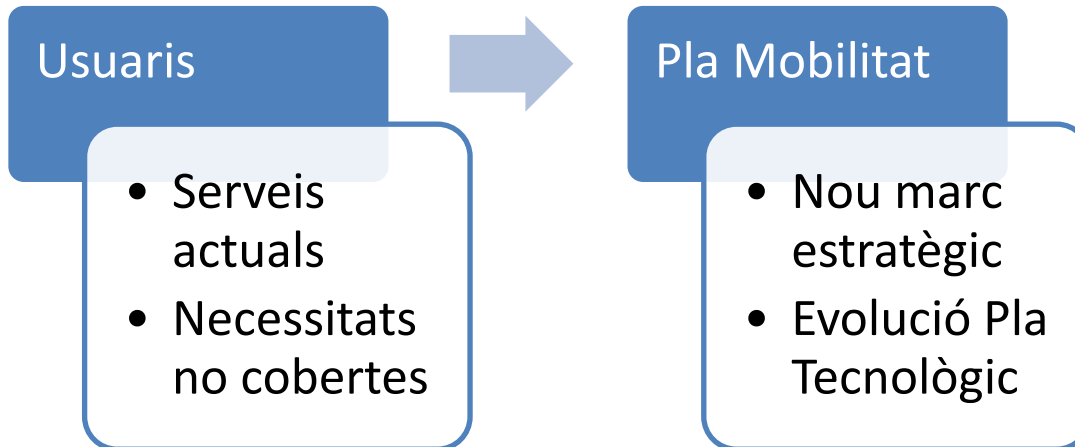 Usuaris
• Serveis
actuals
• Necessitats
no cobertes
Pla Mobilitat
• Nou marc
estratègic
• Evolució Pla
Tecnològic